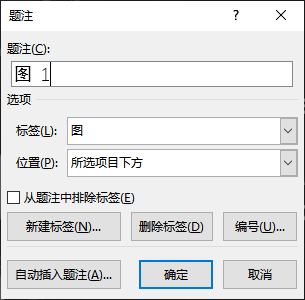 题注
? ×
题注(C):
图 1
选项
标签(L): 图
位置(P): 所选项目下方
从题注中排除标签(E)
新建标签(N)... 删除标签(D) 编号(U)...
自动插入题注(A)... 确定 取消